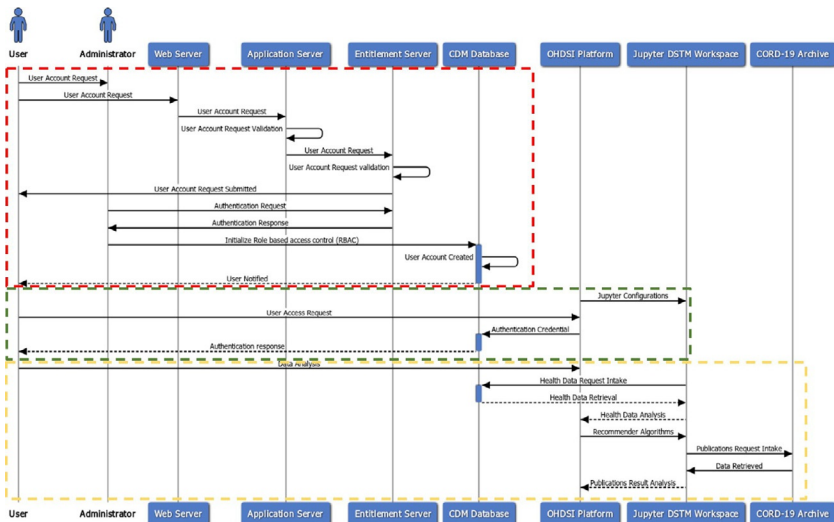 User
Administrator
Web Server
Application Server
Entitlement Server
CDM Database
OHDSI Platform
Jupyter DSTM Workspace
CORD-19 Archive
User Account Request
User Account Request
User Account Request
User Account Request Validation
User Account Request
User Account Request validation
User Account Request Submitted
Authentication Request
Authentication Response
Initialize Role based access control (RBAC)
User Account Created
User Notified
Jupyter Configurations
User Access Request
Authentication Credential
Authentication response
Data Analysis
Health Data Request Intake
Health Data Retrieval
Health Data Analysis
Recommender Algorithms
Publications Request Intake
Data Retrieved
Publications Result Analysis
User
Administrator
Web Server
Application Server
Entitlement Server
CDM Database
OHDSI Platform
Jupyter DSTM Workspace
CORD-19 Archive